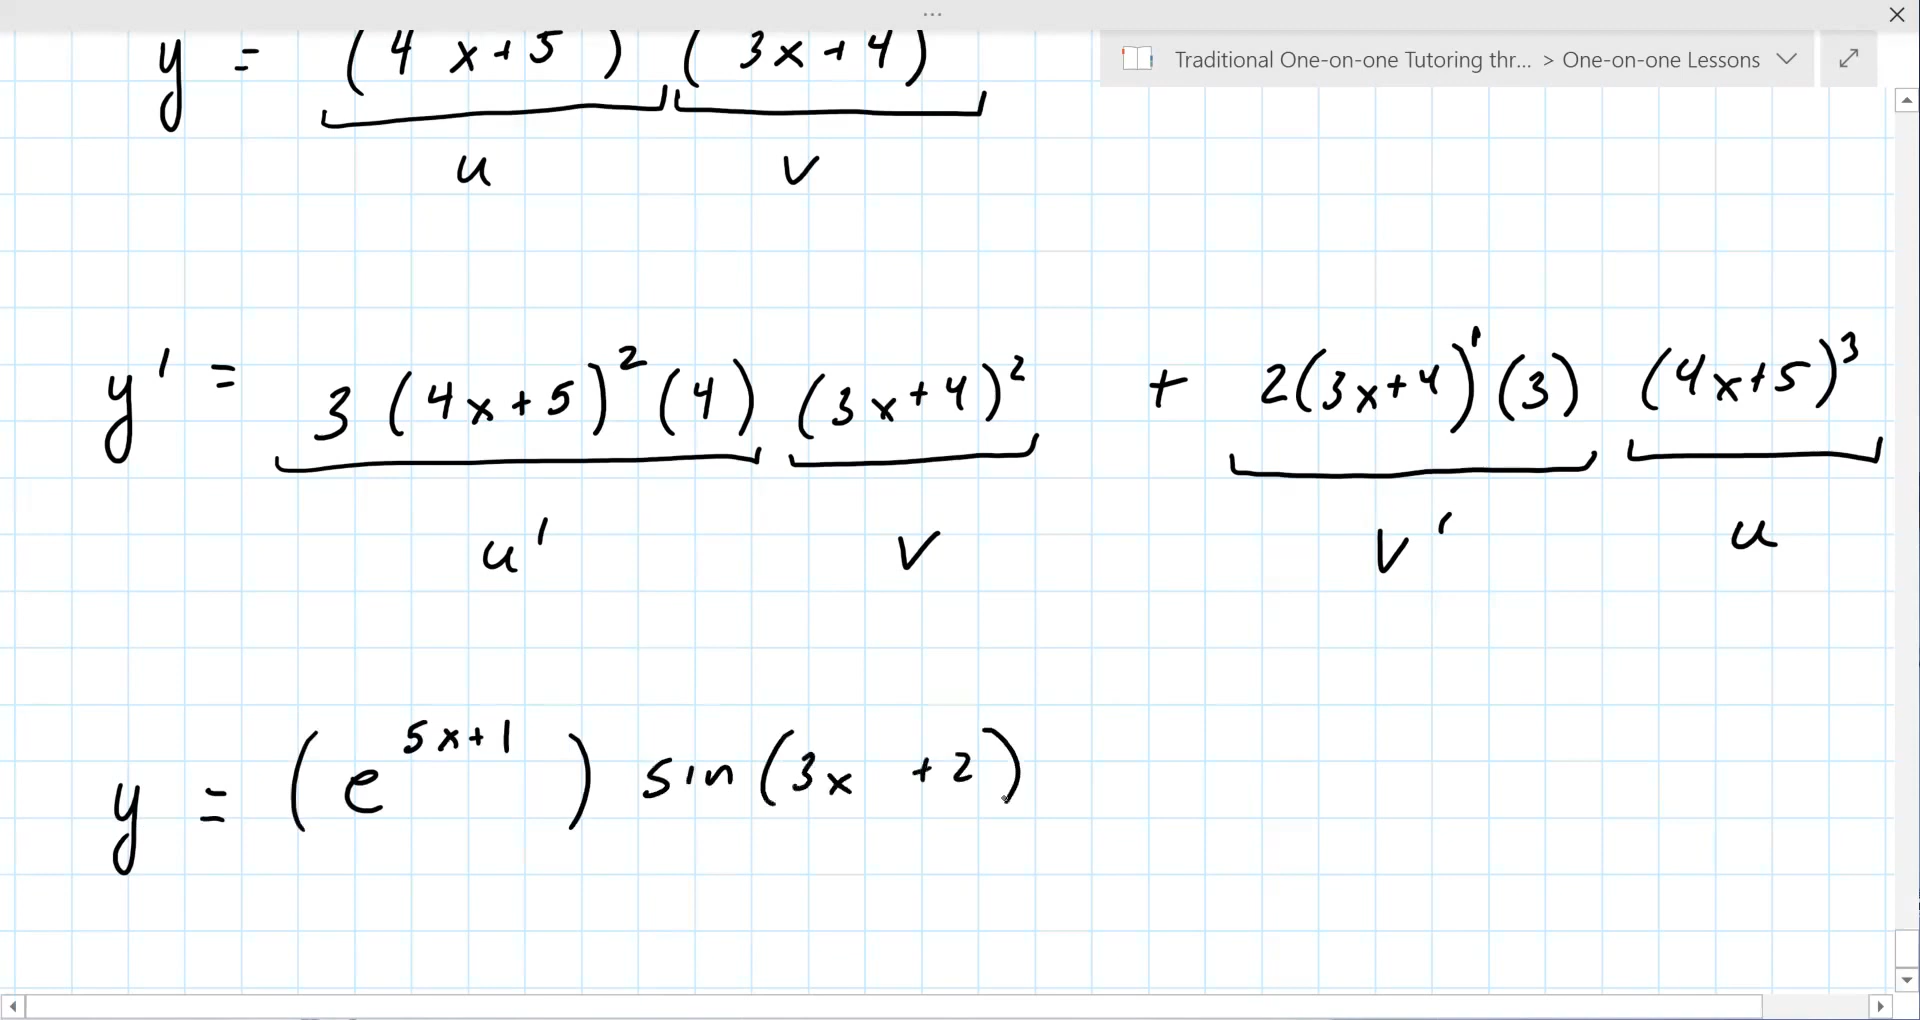 ...
Traditional One-on-one Tutoring thr... > One-on-one Lessons
y = (4x+5) (3x+4)
u v
y' = 3(4x+5)²(4) (3x+4)² + 2(3x+4)¹(3) (4x+5)³
u' v v' u
y = (e^{5x+1}) sin(3x +2)